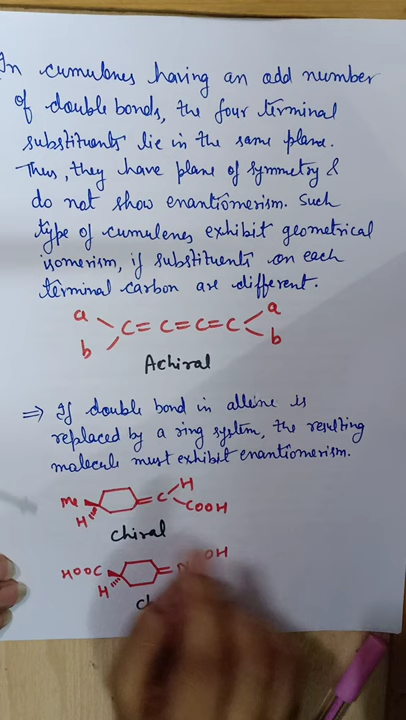 In cumulenes having an odd number
of double bonds, the four terminal
substituents lie in the same plane.
Thus, they have plane of symmetry &
do not show enantiomerism. Such
type of cumulenes exhibit geometrical
isomerism, if substituents on each
terminal carbon are different.
a a
C=C=C=C
b b
Achiral
⇒ If double bond in allene is
replaced by a ring system, the resulting
molecule must exhibit enantiomerism.
H
Me =C
COOH
H
Chiral
OH
HOOC =N
H